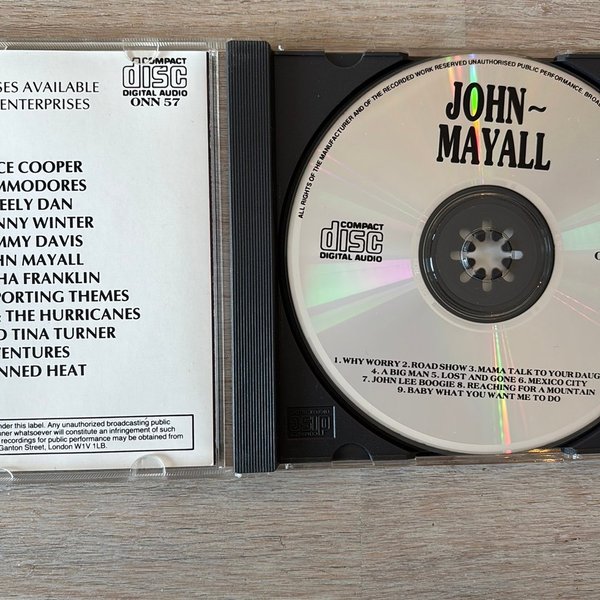 SES AVAILABLE
ENTERPRISES
COMPACT
disc
DIGITAL AUDIO
ONN 57
CE COOPER
MMODORES
EELY DAN
NNY WINTER
MMY DAVIS
HN MAYALL
HA FRANKLIN
PORTING THEMES
& THE HURRICANES
O TINA TURNER
ENTURES
NNED HEAT
nder this label. Any unauthorized broadcasting public
nner whatsoever will constitute an infringement of such
recordings for public performance may be obtained from
Ganton Street, London W1V 1LB.
ALL RIGHTS OF THE MANUFACTURER AND OF THE RECORDED WORK RESERVED UNAUTHORISED PUBLIC PERFORMANCE, BROAD
JOHN~
MAYALL
COMPACT
disc
DIGITAL AUDIO
1. WHY WORRY 2. ROAD SHOW 3. MAMA TALK TO YOUR DAUG
4. A BIG MAN 5. LOST AND GONE 6. MEXICO CITY
7. JOHN LEE BOOGIE 8. REACHING FOR A MOUNTAIN
9. BABY WHAT YOU WANT ME TO DO